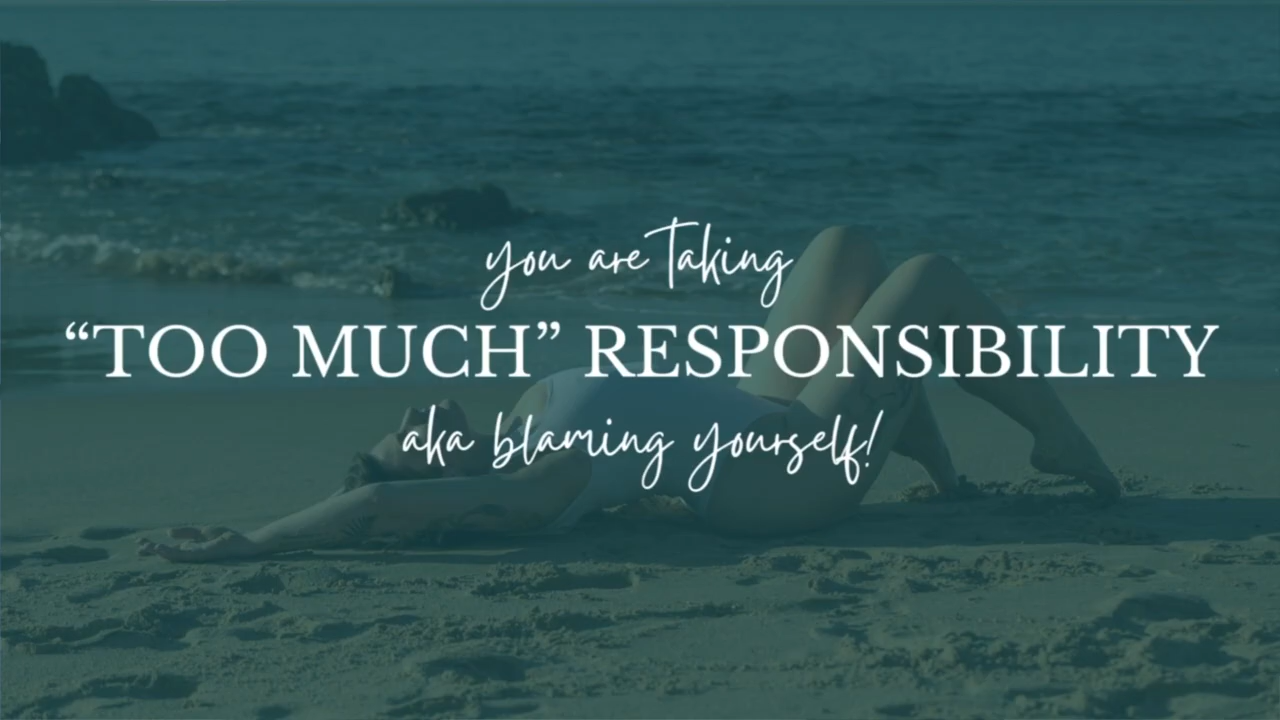 you are taking
“TOO MUCH” RESPONSIBILITY
aka blaming yourself!